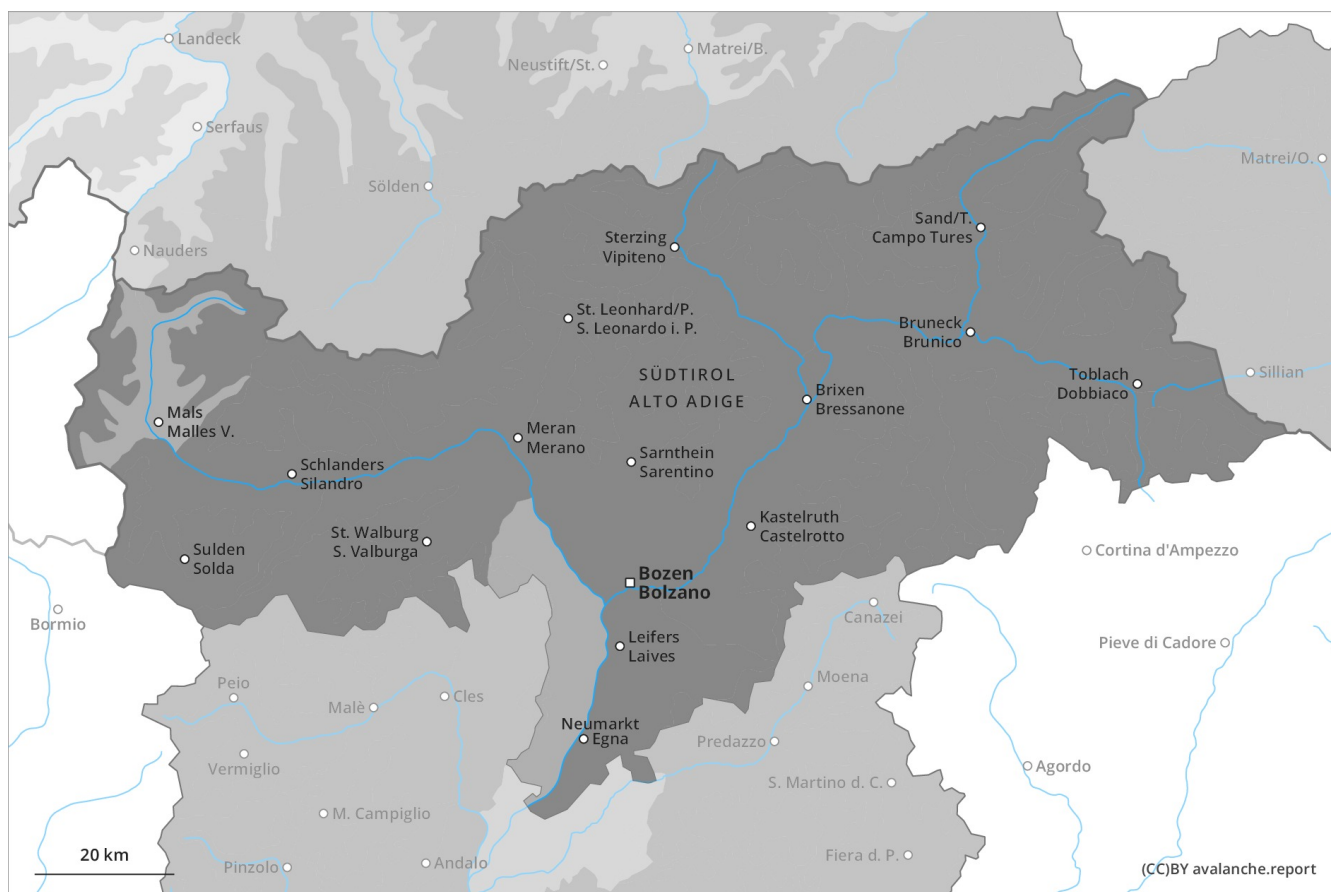 Landeck
Matrei/B.
Neustift/St.
Serfaus
Matrei/O.
Sölden
Sand/T.
Campo Tures
Sterzing
Vipiteno
Nauders
St. Leonhard/P.
S. Leonardo i. P.
Bruneck
Brunico
SÜDTIROL
ALTO ADIGE
Toblach
Dobbiaco
Sillian
Brixen
Bressanone
Mals
Malles V.
Meran
Merano
Sarnthein
Sarentino
Schlanders
Silandro
Kastelruth
Castelrotto
St. Walburg
S. Valburga
Sulden
Solda
Cortina d'Ampezzo
Bozen
Bolzano
Bormio
Canazei
Leifers
Laives
Pieve di Cadore
Peio
Moena
Malè
Cles
Neumarkt
Egna
Predazzo
Vermiglio
Agordo
S. Martino d. C.
M. Campiglio
20 km
Pinzolo
Andalo
Fiera d. P.
(CC)BY avalanche.report